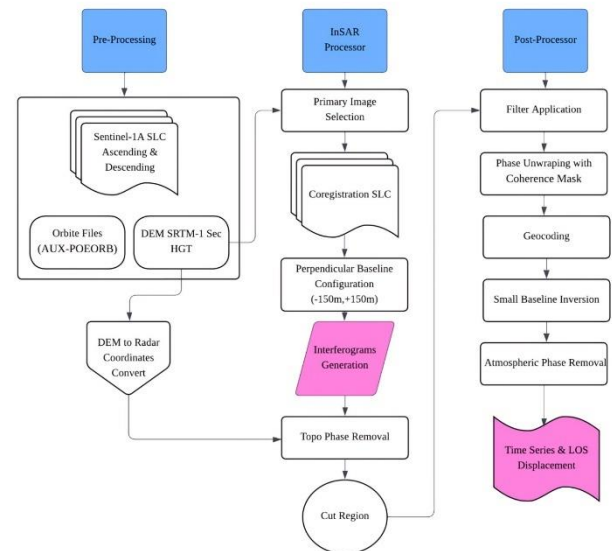 Pre-Processing
Sentinel-1A SLC
Ascending &
Descending
Orbite Files
(AUX-POEORB)
DEM SRTM-1 Sec
HGT
DEM to Radar
Coordinates
Convert
InSAR
Processor
Primary Image
Selection
Coregistration SLC
Perpendicular Baseline
Configuration
(-150m,+150m)
Interferograms
Generation
Topo Phase Removal
Cut Region
Post-Processor
Filter Application
Phase Unwraping with
Coherence Mask
Geocoding
Small Baseline Inversion
Atmospheric Phase Removal
Time Series & LOS
Displacement